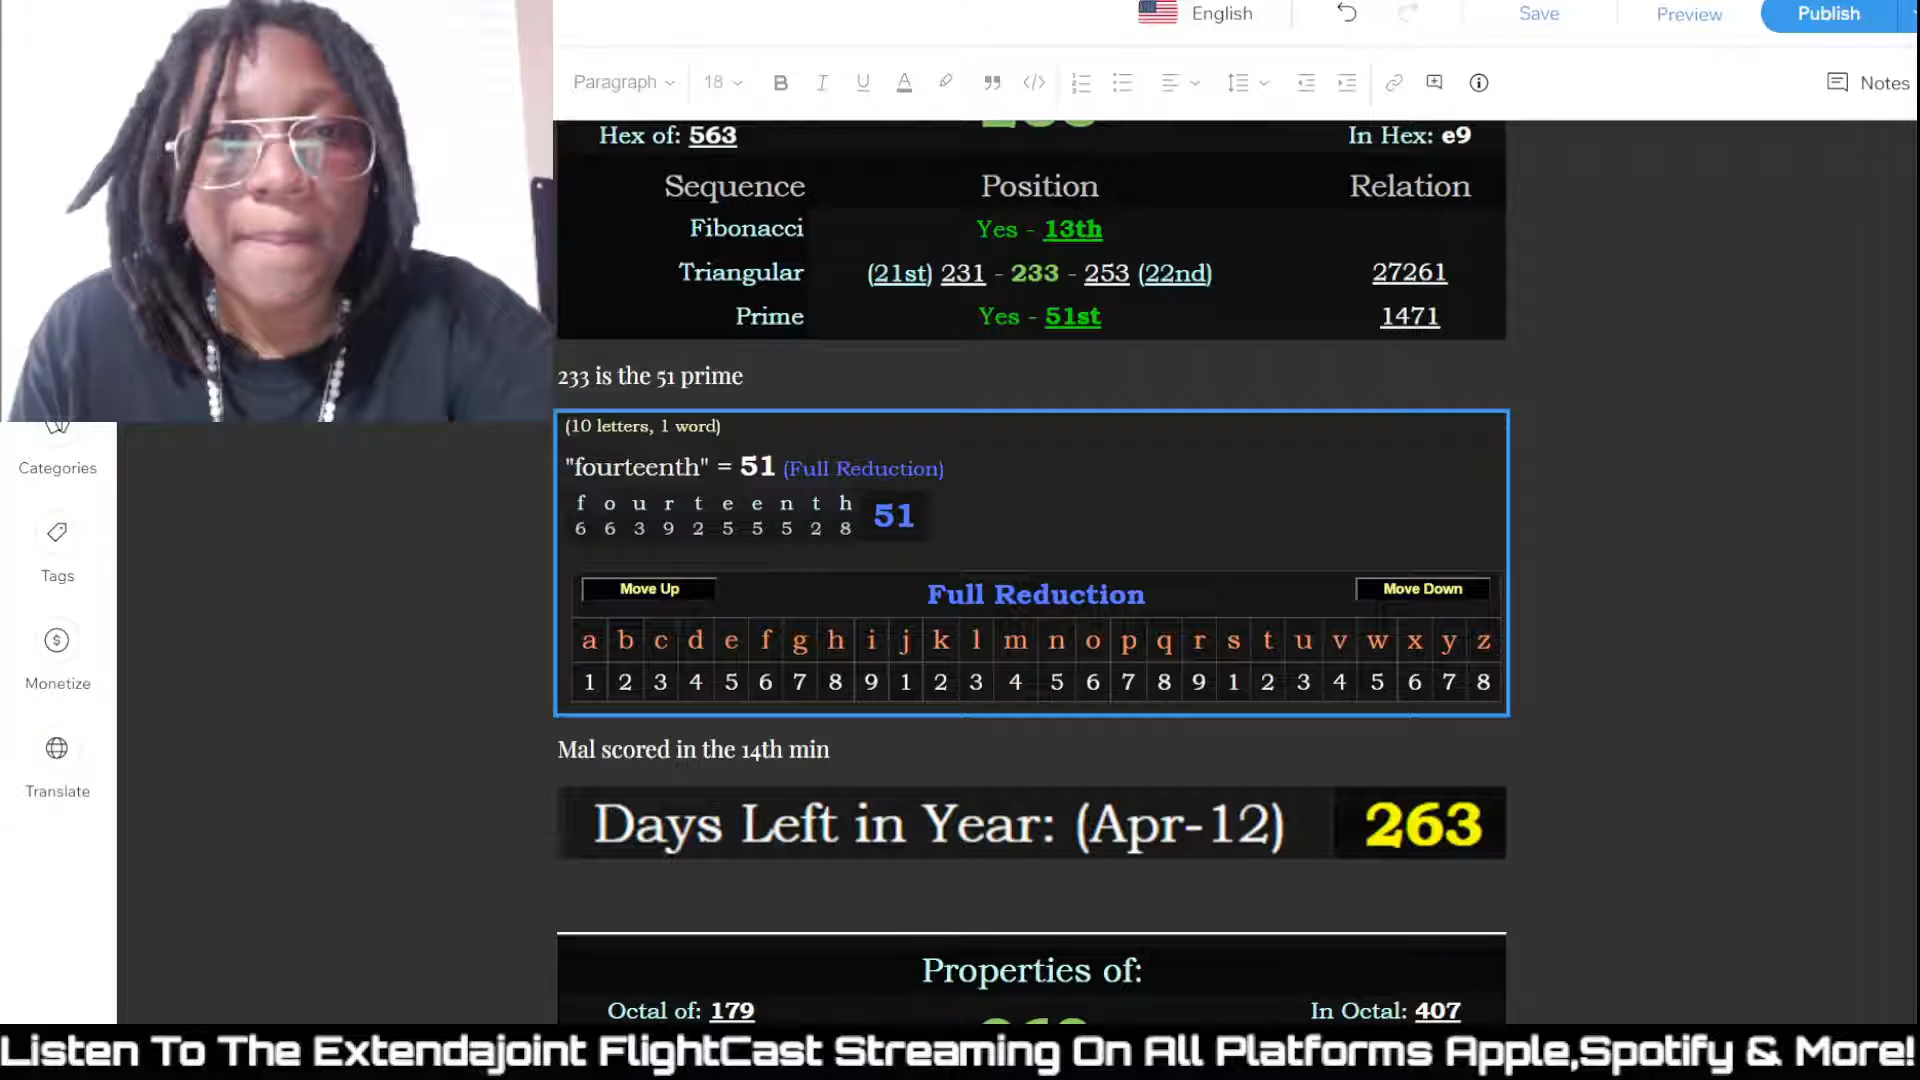 English
Save
Preview
Publish
Paragraph
18
B I U A
Notes
Hex of: 563
In Hex: e9
Sequence Position Relation
Fibonacci Yes - 13th
Triangular (21st) 231 - 233 - 253 (22nd) 27261
Prime Yes - 51st 1471
233 is the 51 prime
(10 letters, 1 word)
"fourteenth" = 51 (Full Reduction)
f o u r t e e n t h
6 6 3 9 2 5 5 5 2 8 51
Move Up
Full Reduction
Move Down
a b c d e f g h i j k l m n o p q r s t u v w x y z
1 2 3 4 5 6 7 8 9 1 2 3 4 5 6 7 8 9 1 2 3 4 5 6 7 8
Mal scored in the 14th min
Days Left in Year: (Apr-12) 263
Properties of:
Octal of: 179
In Octal: 407
Categories
Tags
Monetize
Translate
Listen To The Extendajoint FlightCast Streaming On All Platforms Apple,Spotify & More!